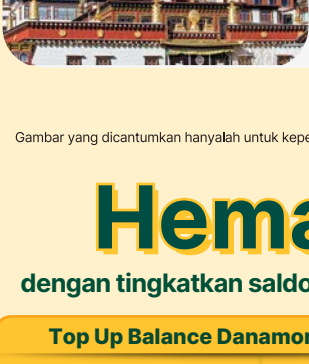 Gambar yang dicantumkan hanyalah untuk kepe
Hema
dengan tingkatkan saldo
Top Up Balance Danamon